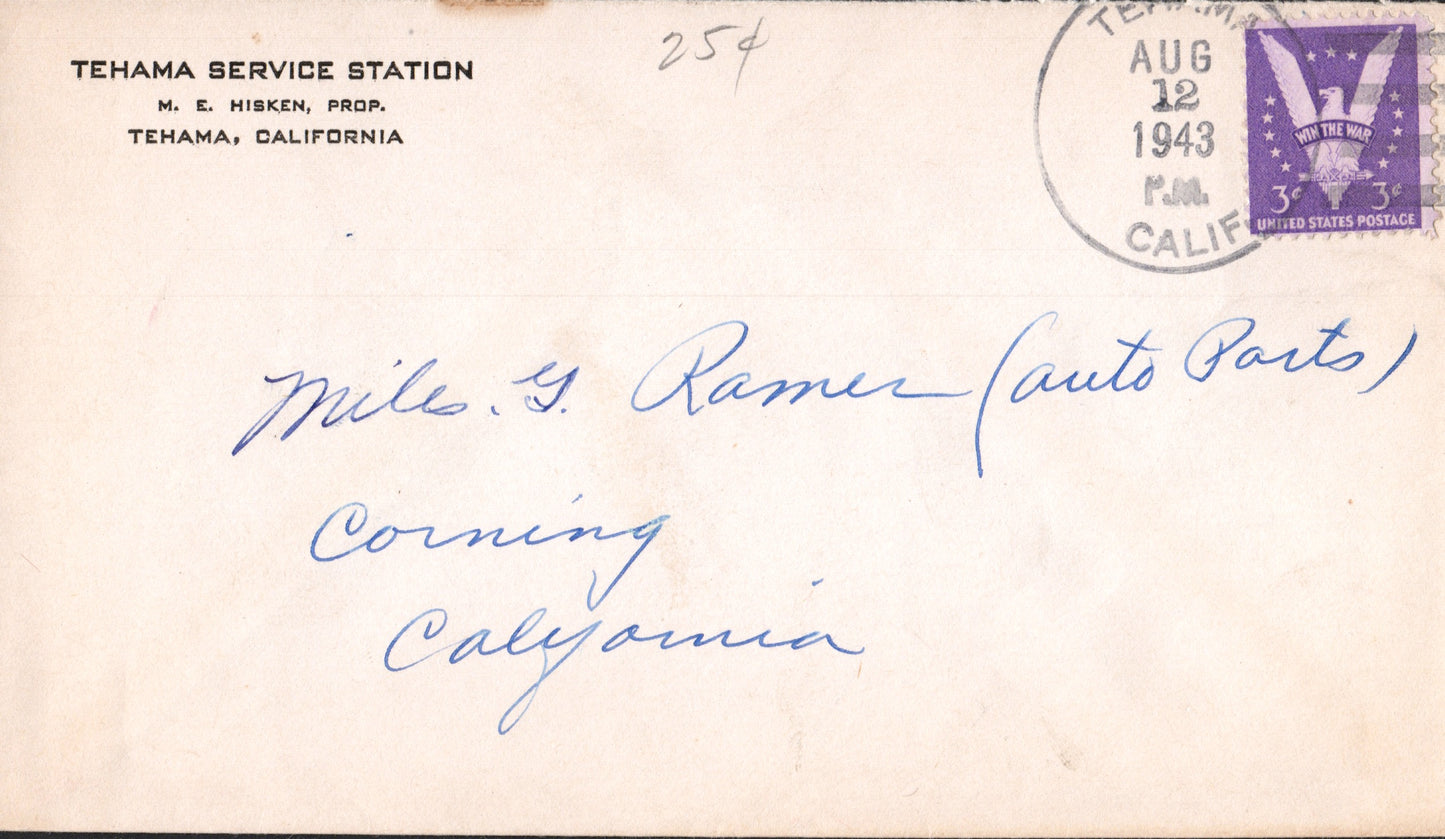 TEHAMA SERVICE STATION
M. E. HISKEN, PROP.
TEHAMA, CALIFORNIA
25¢
TEHAMA
AUG
12
1943
P.M.
CALIF.
WIN THE WAR
3¢ 3¢
UNITED STATES POSTAGE
Miles. G. Ramer (auto Parts)
Corning
California